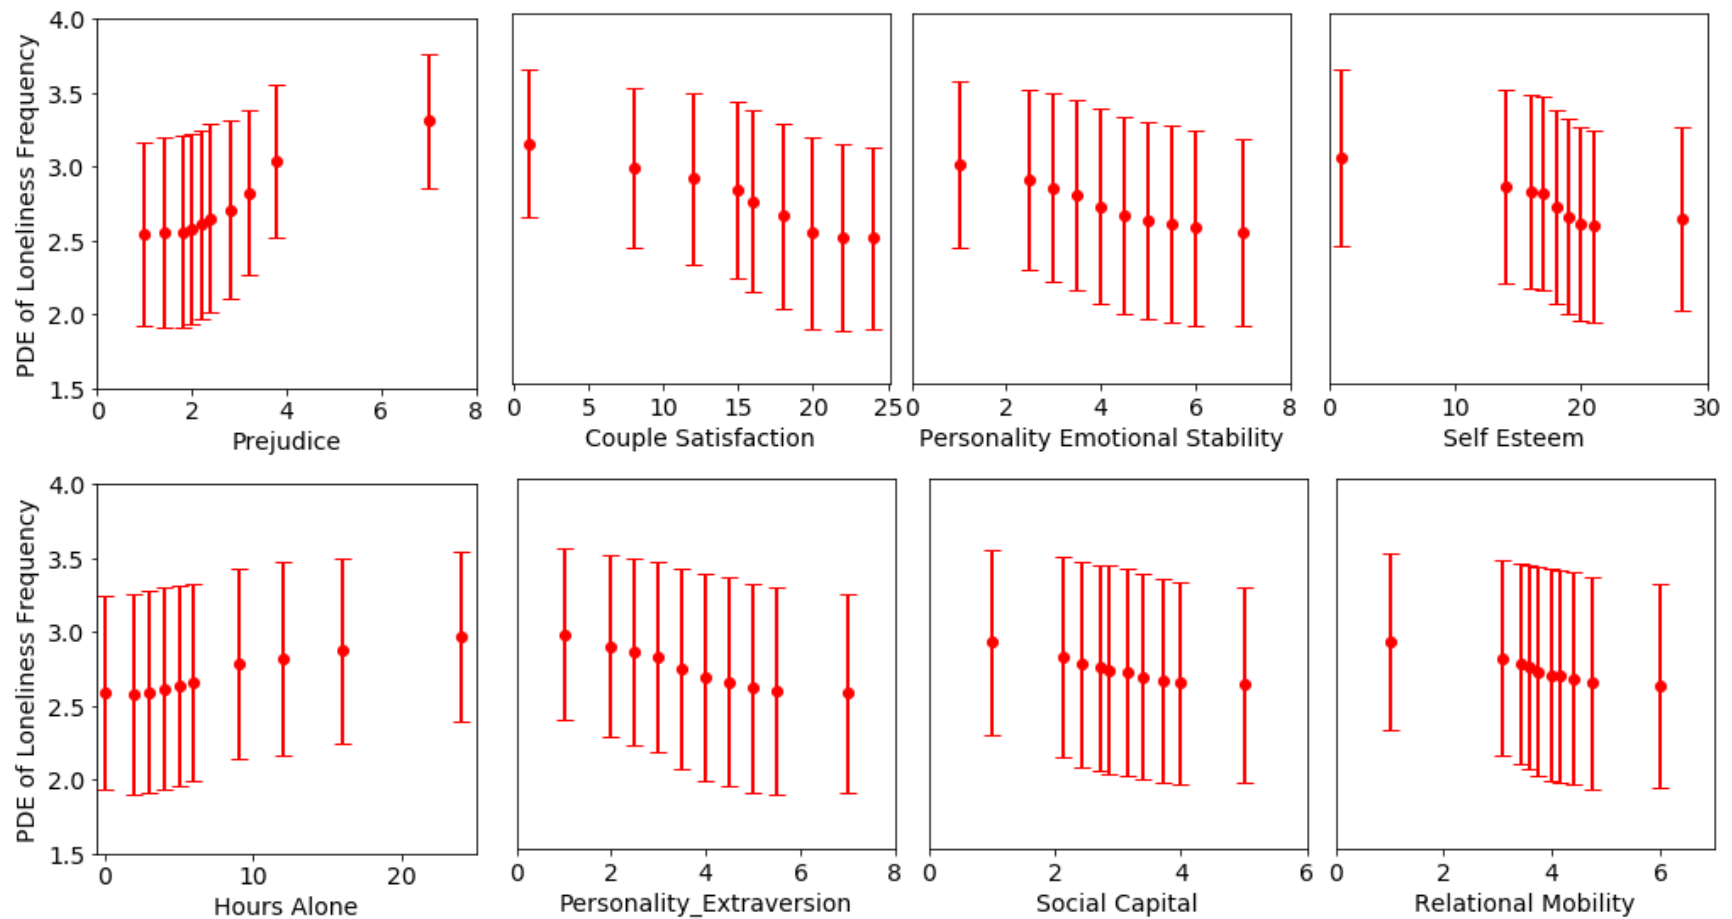 PDE of Loneliness Frequency
4.0
3.5
3.0
2.5
2.0
1.5
0 2 4 6 8
Prejudice
0 5 10 15 20 25
Couple Satisfaction
0 2 4 6 8
Personality Emotional Stability
0 10 20 30
Self Esteem
PDE of Loneliness Frequency
4.0
3.5
3.0
2.5
2.0
1.5
0 10 20
Hours Alone
0 2 4 6 8
Personality_Extraversion
0 2 4 6
Social Capital
0 2 4 6
Relational Mobility